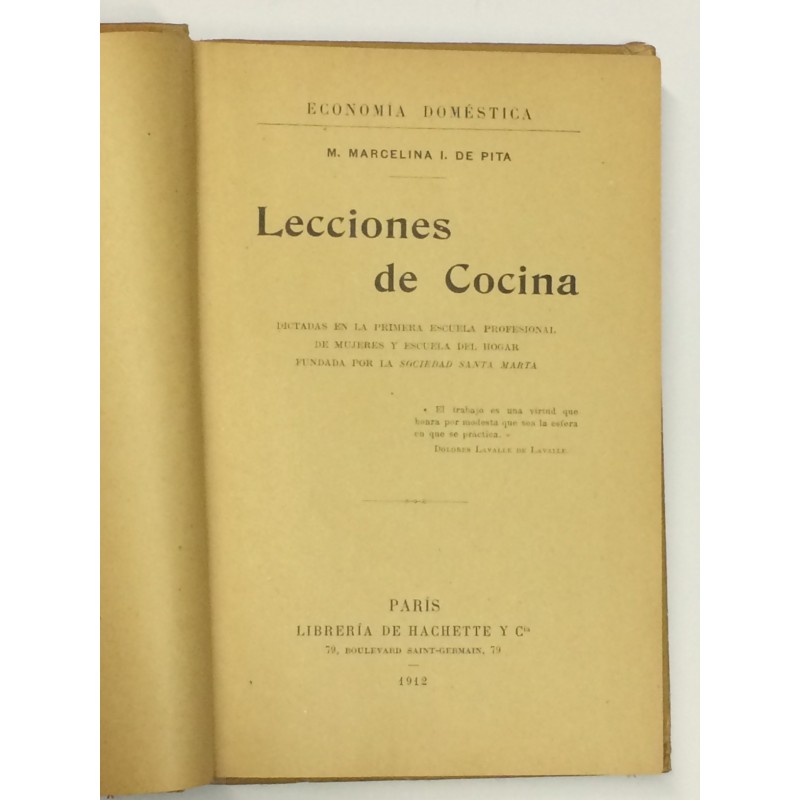 ECONOMÍA DOMÉSTICA
M. MARCELINA I. DE PITA
Lecciones
de Cocina
DICTADAS EN LA PRIMERA ESCUELA PROFESIONAL
DE MUJERES Y ESCUELA DEL HOGAR
FUNDADA POR LA SOCIEDAD SANTA MARTA
« El trabajo es una virtud que
honra por modesta que sea la esfera
en que se practica. »
DOLORES LAVALLE DE LAVALLE.
PARÍS
LIBRERÍA DE HACHETTE Y Cía
79, BOULEVARD SAINT-GERMAIN, 79
1912